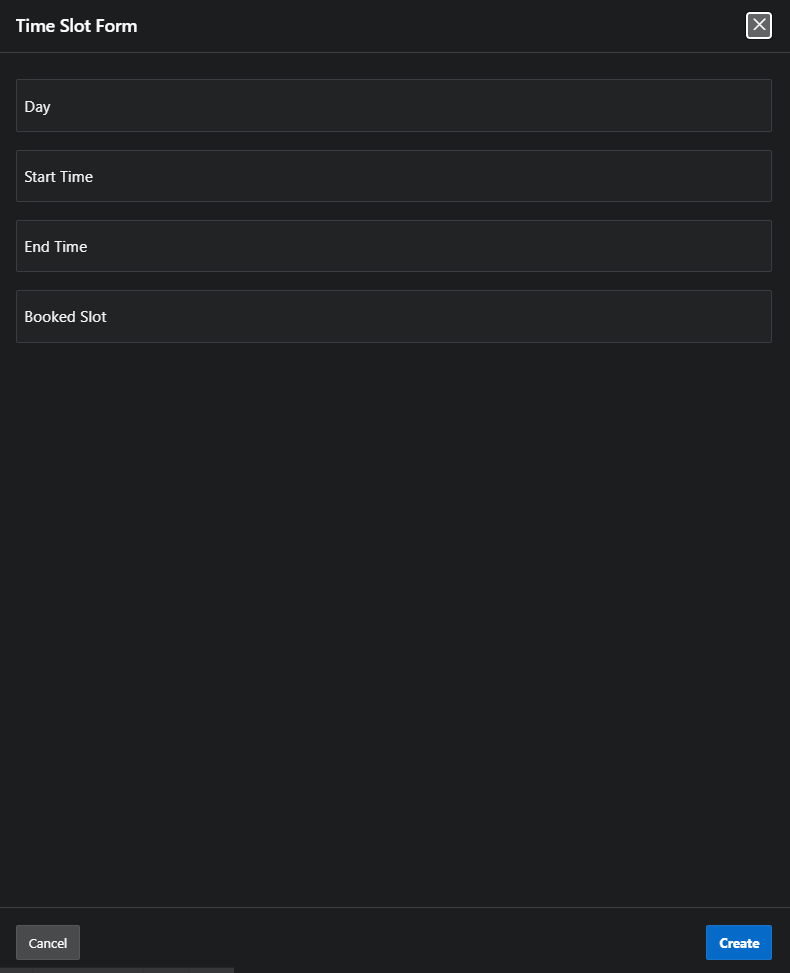 Time Slot Form
Day
Start Time
End Time
Booked Slot
Cancel
Create